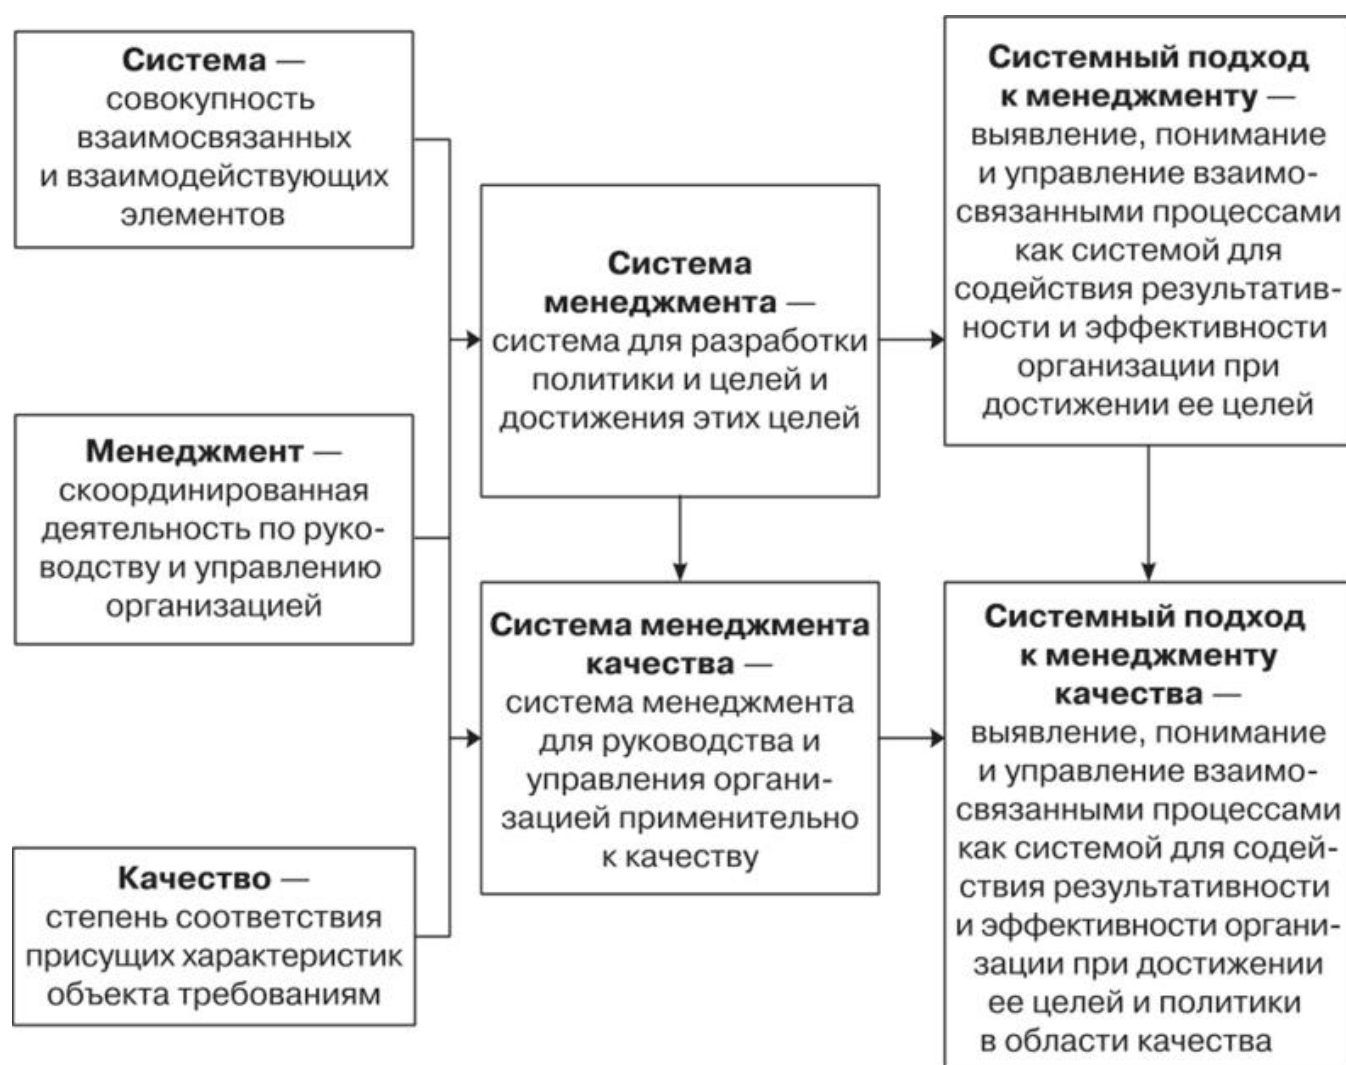 Система —
совокупность
взаимосвязанных
и взаимодействующих
элементов
Менеджмент —
скоординированная
деятельность по руко-
водству и управлению
организацией
Качество —
степень соответствия
присущих характеристик
объекта требованиям
Система
менеджмента —
система для разработки
политики и целей и
достижения этих целей
Система менеджмента
качества —
система менеджмента
для руководства и
управления органи-
зацией применительно
к качеству
Системный подход
к менеджменту —
выявление, понимание
и управление взаимо-
связанными процессами
как системой для
содействия результатив-
ности и эффективности
организации при
достижении ее целей
Системный подход
к менеджменту
качества —
выявление, понимание
и управление взаимо-
связанными процессами
как системой для содей-
ствия результативности
и эффективности органи-
зации при достижении
ее целей и политики
в области качества